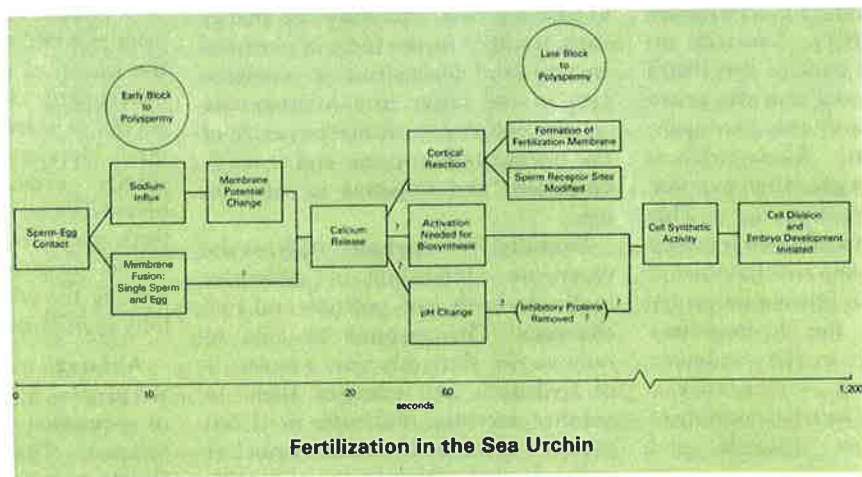 Early Block
to
Polyspermy
Late Block
to
Polyspermy
Sperm-Egg
Contact
Sodium
Influx
Membrane
Potential
Change
Membrane
Fusion:
Single Sperm
and Egg
?
Calcium
Release
?
?
Cortical
Reaction
Formation of
Fertilization Membrane
Sperm Receptor Sites
Modified
Activation
Needed for
Biosynthesis
pH Change
?
Inhibitory Proteins
Removed ?
?
Cell Synthetic
Activity
Cell Division
and
Embryo Development
Initiated
0
10
20
60
1,200
seconds
Fertilization in the Sea Urchin